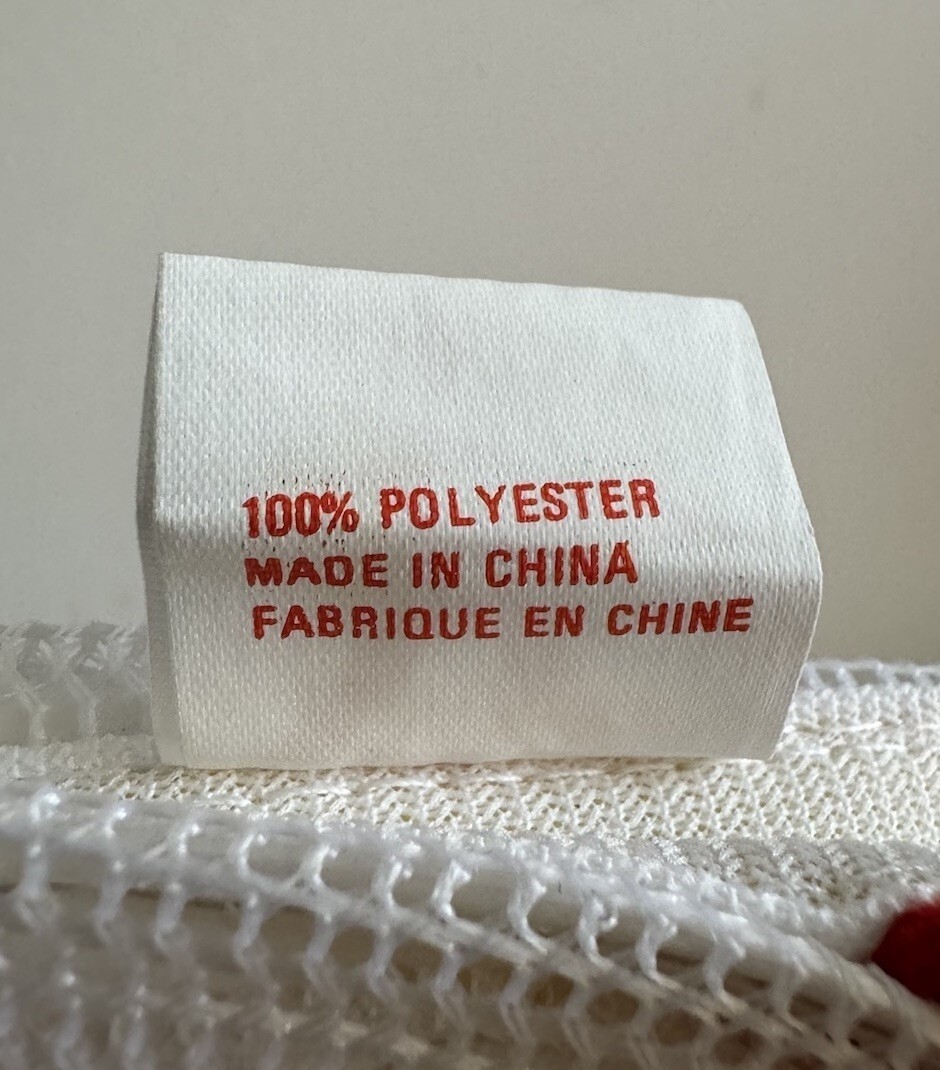 100% POLYESTER
MADE IN CHINA
FABRIQUE EN CHINE